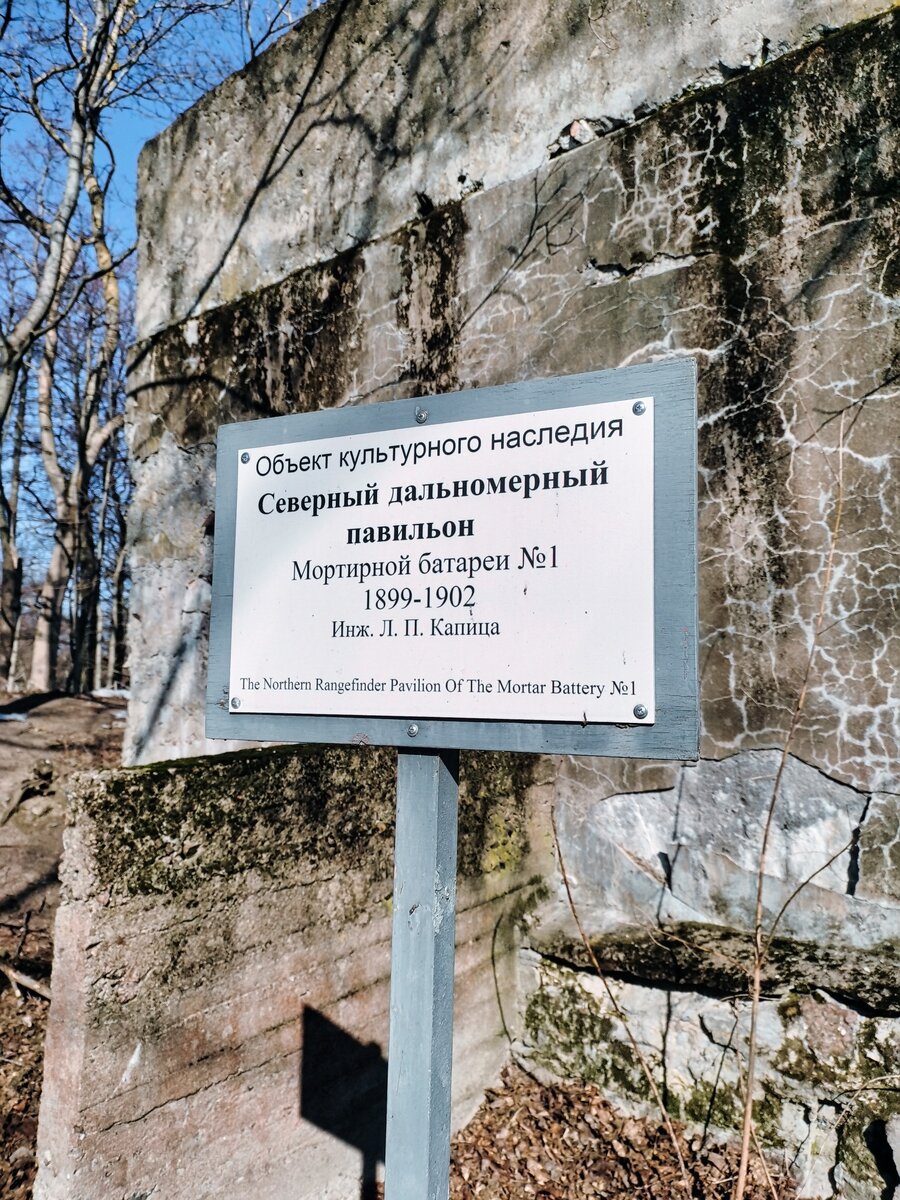 Объект культурного наследия
Северный дальномерный
павильон
Мортирной батареи №1
1899-1902
Инж. Л. П. Капица
The Northern Rangefinder Pavilion Of The Mortar Battery №1